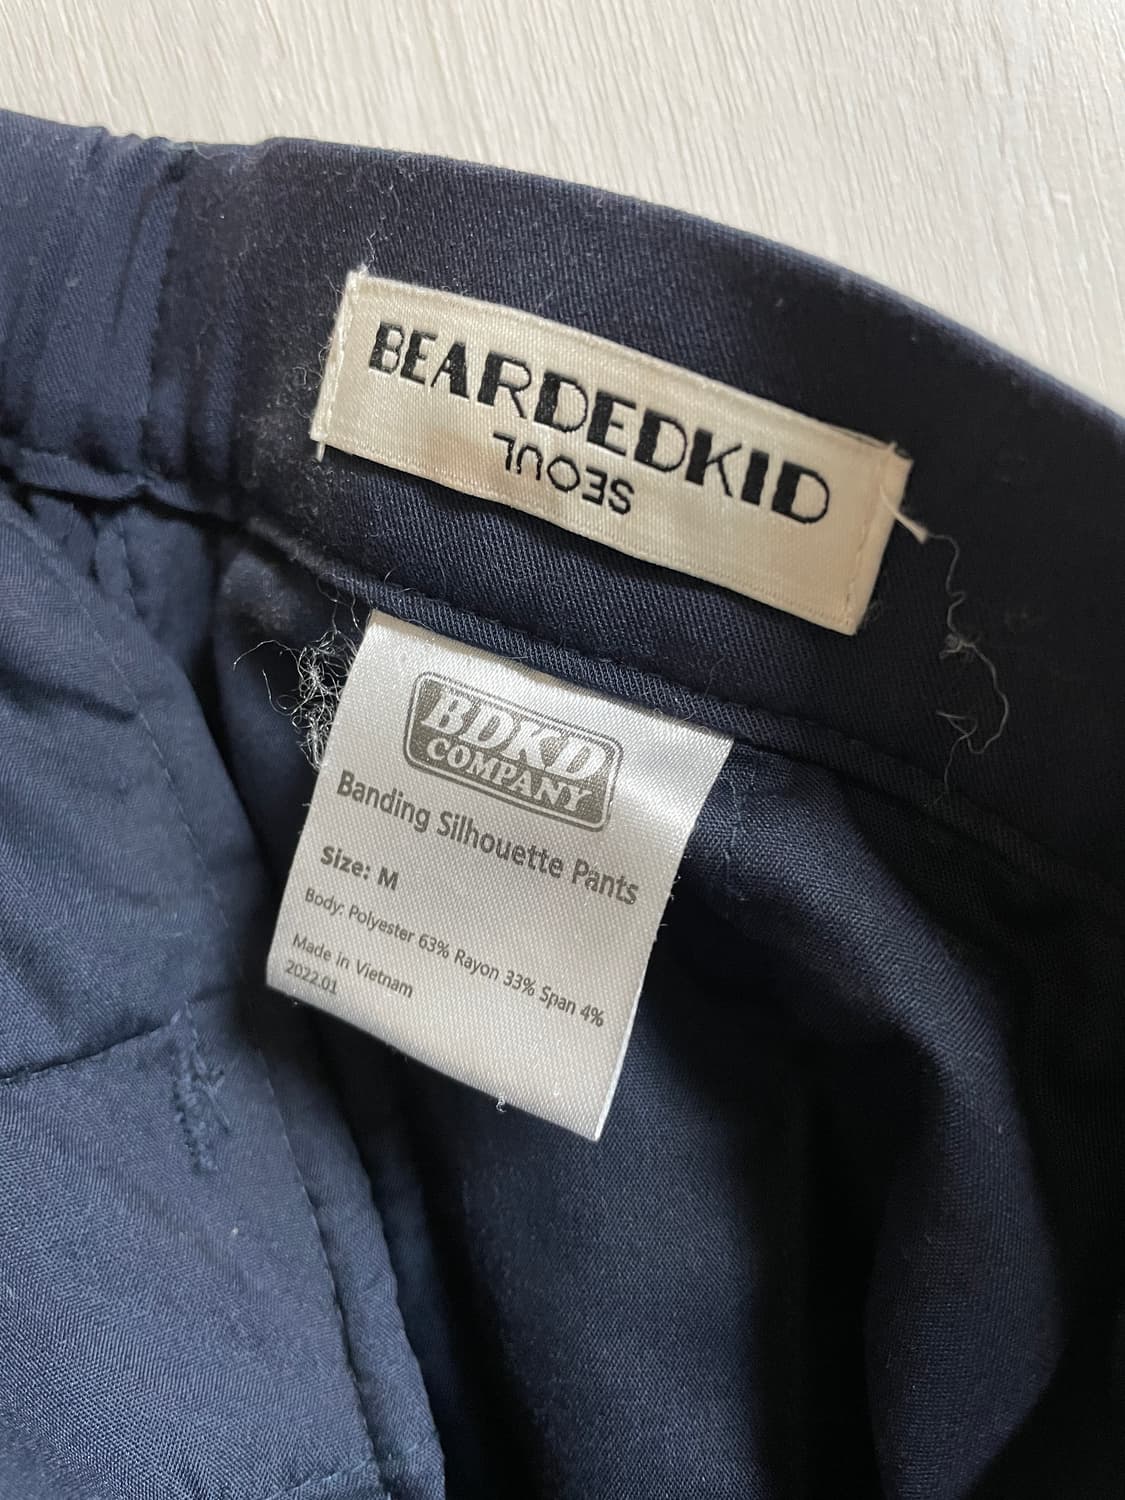 BEARDEDKID
SEOUL
BDKD
COMPANY
Banding Silhouette Pants
Size: M
Body: Polyester 63% Rayon 33% Span 4%
Made in Vietnam
2022.01